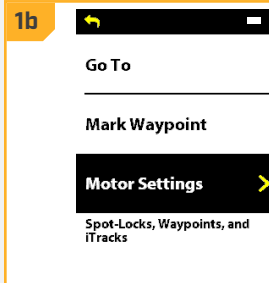 1b
Go To
Mark Waypoint
Motor Settings
Spot-Locks, Waypoints, and
iTracks